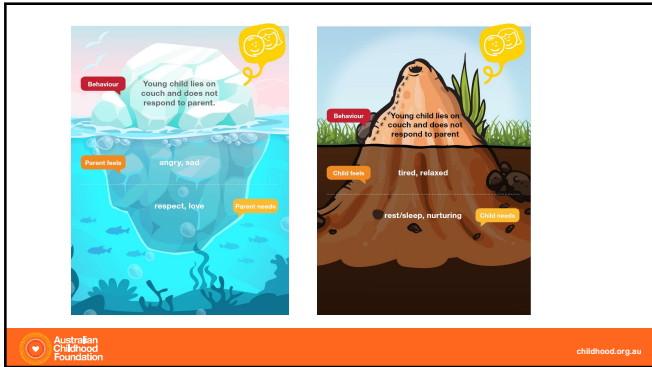 Behaviour
Young child lies on
couch and does not
respond to parent.
Parent feels
angry, sad
respect, love
Parent needs
Behaviour
Young child lies on
couch and does not
respond to parent
Child feels
tired, relaxed
rest/sleep, nurturing
Child needs
Australian
Childhood
Foundation
childhood.org.au